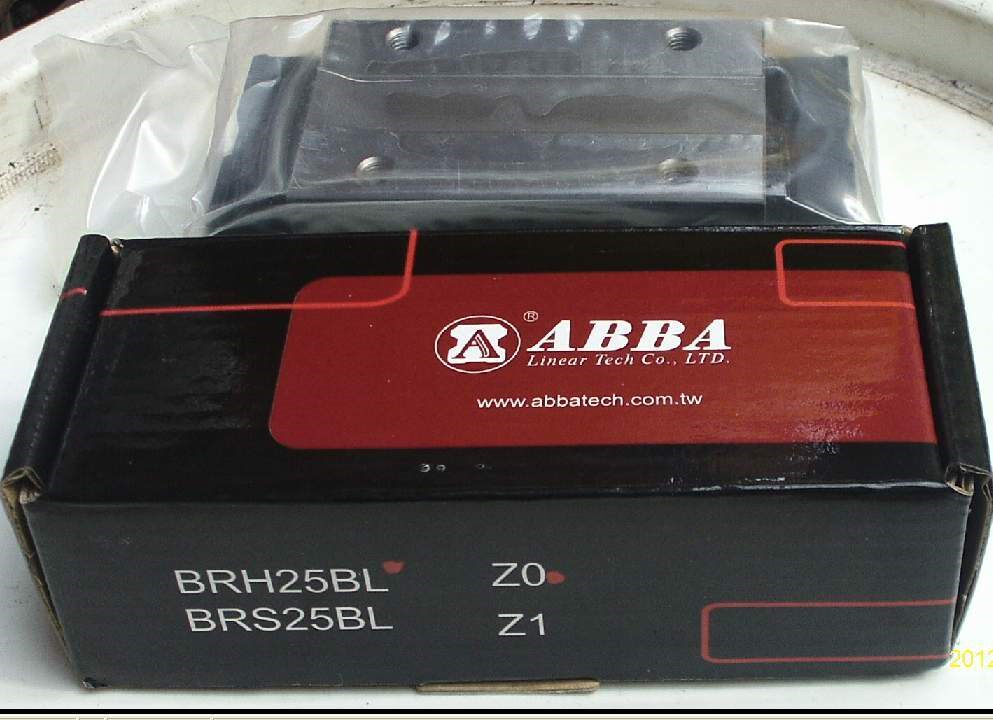 ® ABBA
Linear Tech Co., LTD.
www.abbatech.com.tw
BRH25BL Z0
BRS25BL Z1
2012